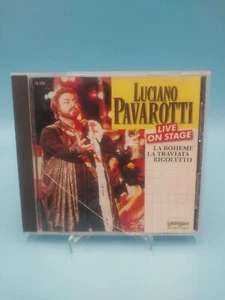 LUCIANO
PAVAROTTI
LIVE
ON STAGE
LA BOHEME
LA TRAVIATA
RIGOLETTO